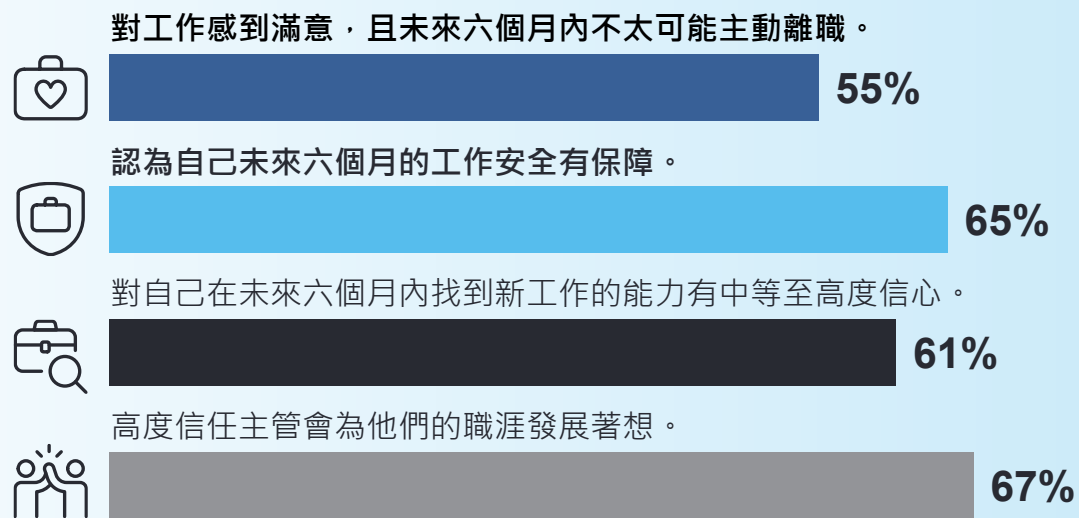 對工作感到滿意，且未來六個月內不太可能主動離職。
55%
認為自己未來六個月的工作安全有保障。
65%
對自己在未來六個月內找到新工作的能力有中等至高度信心。
61%
高度信任主管會為他們的職涯發展著想。
67%